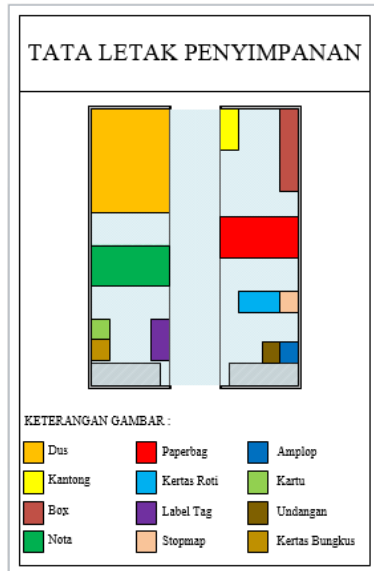 TATA LETAK PENYIMPANAN
KETERANGAN GAMBAR :
Dus Paperbag Amplop
Kantong Kertas Roti Kartu
Box Label Tag Undangan
Nota Stopmap Kertas Bungkus